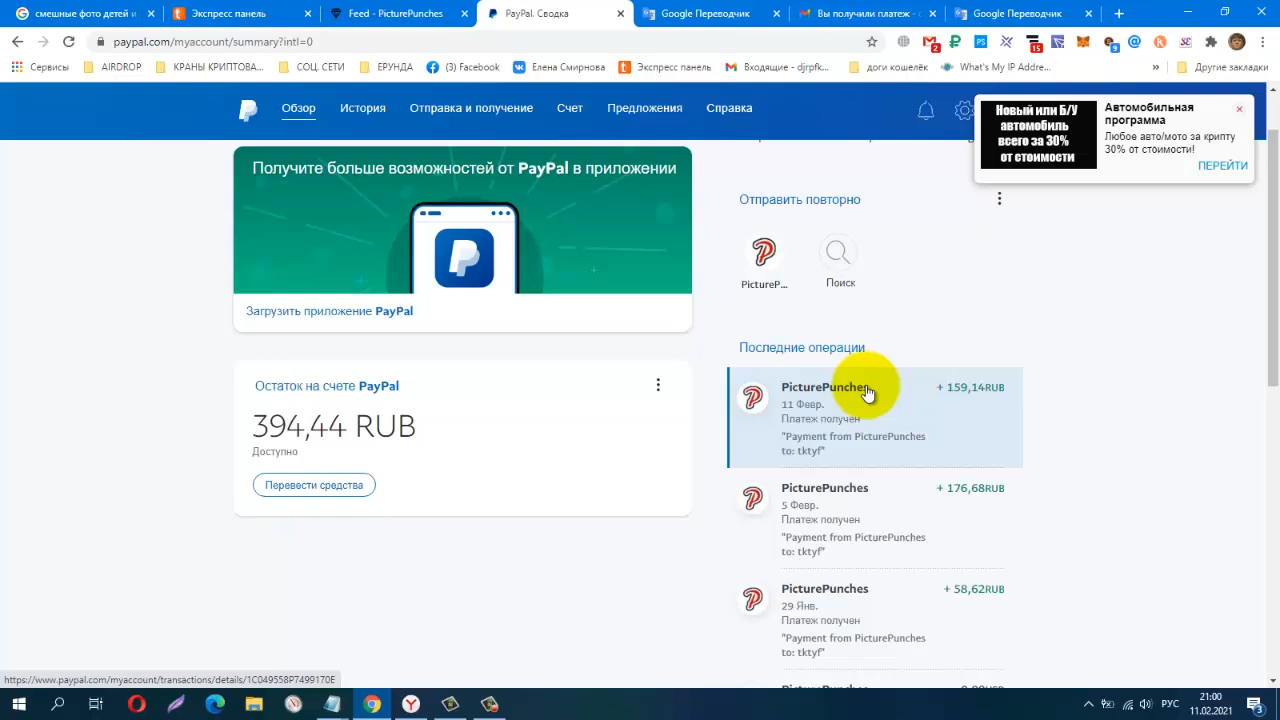 смешные фото детей и
Экспресс панель
Feed - PicturePunches
PayPal. Сводка
Google Переводчик
Вы получили платеж - с
Google Переводчик
paypal.com/myaccount/summary?intl=0
2
15
9
Сервисы
AIRDROP
КРАНЫ КРИПТОВА...
СОЦ. СЕТИ
ЕРУНДА
(3) Facebook
Елена Смирнова
Экспресс панель
Входящие - djrpfk...
доги кошелёк
What's My IP Addre...
»
Другие закладки
Обзор
История
Отправка и получение
Счет
Предложения
Справка
Новый или Б/У
автомобиль
всего за 30%
от стоимости
Автомобильная
программа
Любое авто/мото за крипту
30% от стоимости!
ПЕРЕЙТИ
Получите больше возможностей от PayPal в приложении
Загрузить приложение PayPal
Остаток на счете PayPal
394,44 RUB
Доступно
Перевести средства
Отправить повторно
PictureP...
Поиск
Последние операции
PicturePunches
+ 159,14RUB
11 Февр.
Платеж получен
"Payment from PicturePunches
to: tktyf"
PicturePunches
+ 176,68RUB
5 Февр.
Платеж получен
"Payment from PicturePunches
to: tktyf"
PicturePunches
+ 58,62RUB
29 Янв.
Платеж получен
"Payment from PicturePunches
to: tktyf"
https://www.paypal.com/myaccount/transactions/details/1C049558P7499170E
РУС
21:00
11.02.2021
3